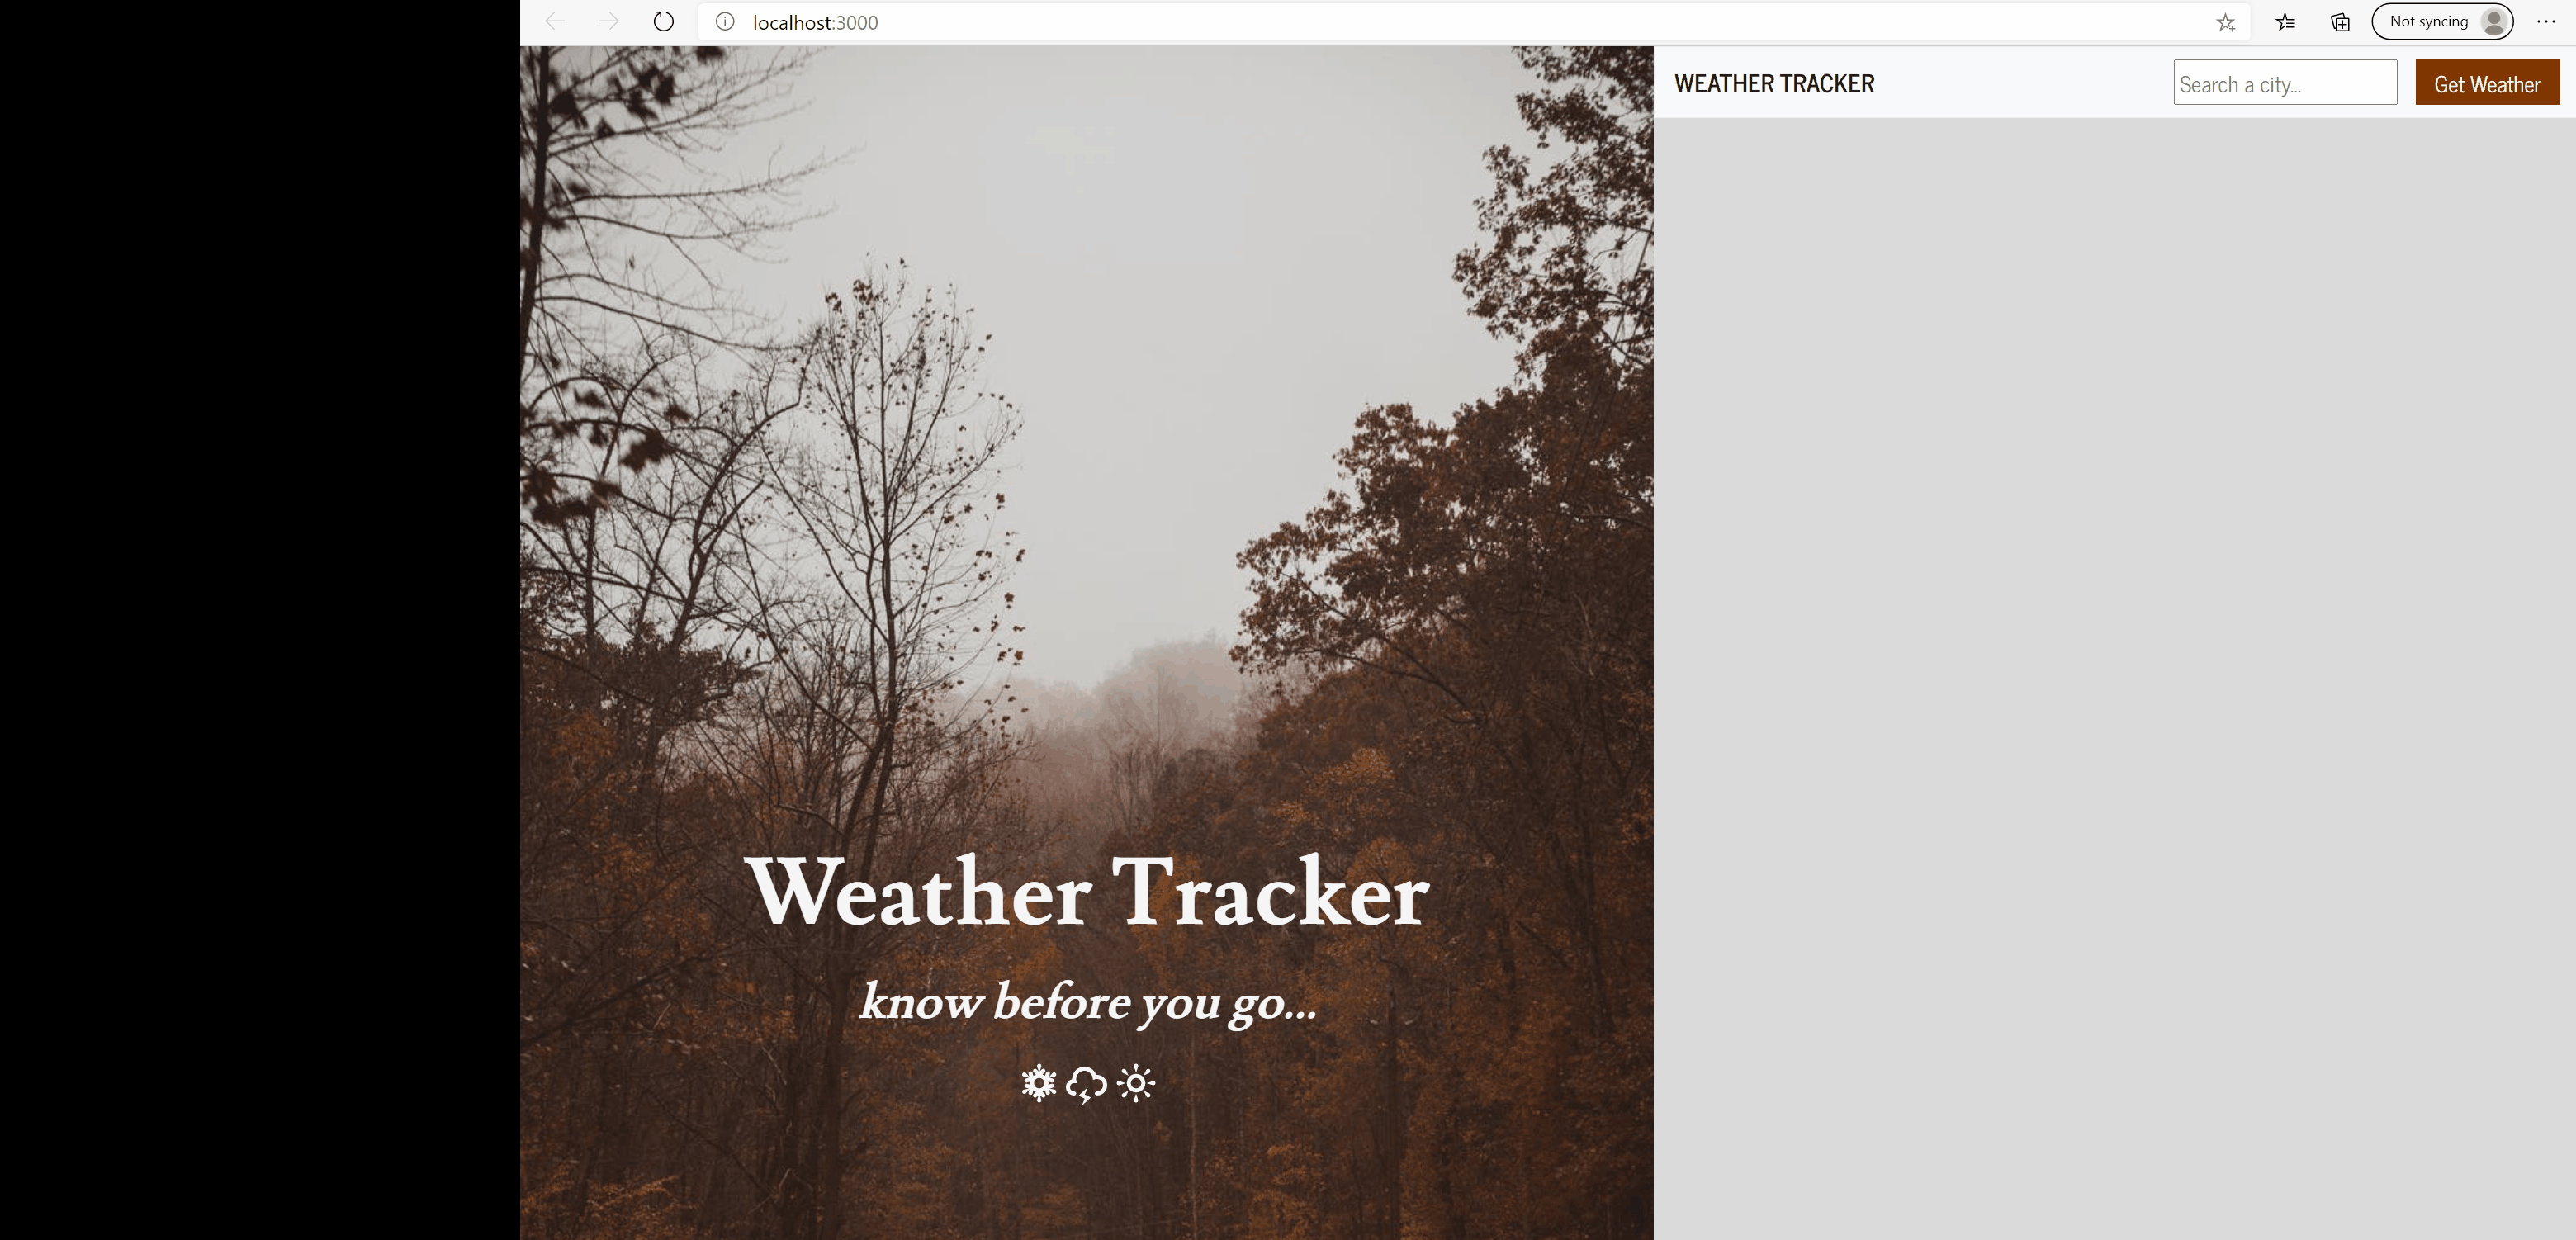 localhost:3000
Not syncing
WEATHER TRACKER
Search a city...
Get Weather
Weather Tracker
know before you go...